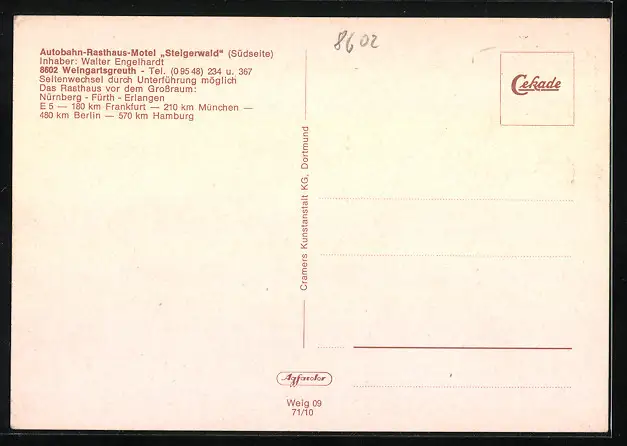 Autobahn-Rasthaus-Motel „Steigerwald“ (Südseite)
Inhaber: Walter Engelhardt
8602 Weingartsgreuth - Tel. (0 95 48) 234 u. 367
Seitenwechsel durch Unterführung möglich
Das Rasthaus vor dem Großraum:
Nürnberg - Fürth - Erlangen
E 5 — 180 km Frankfurt — 210 km München —
480 km Berlin — 570 km Hamburg
8602
Cekade
Cramers Kunstanstalt KG, Dortmund
Agfacolor
Weig 09
71/10